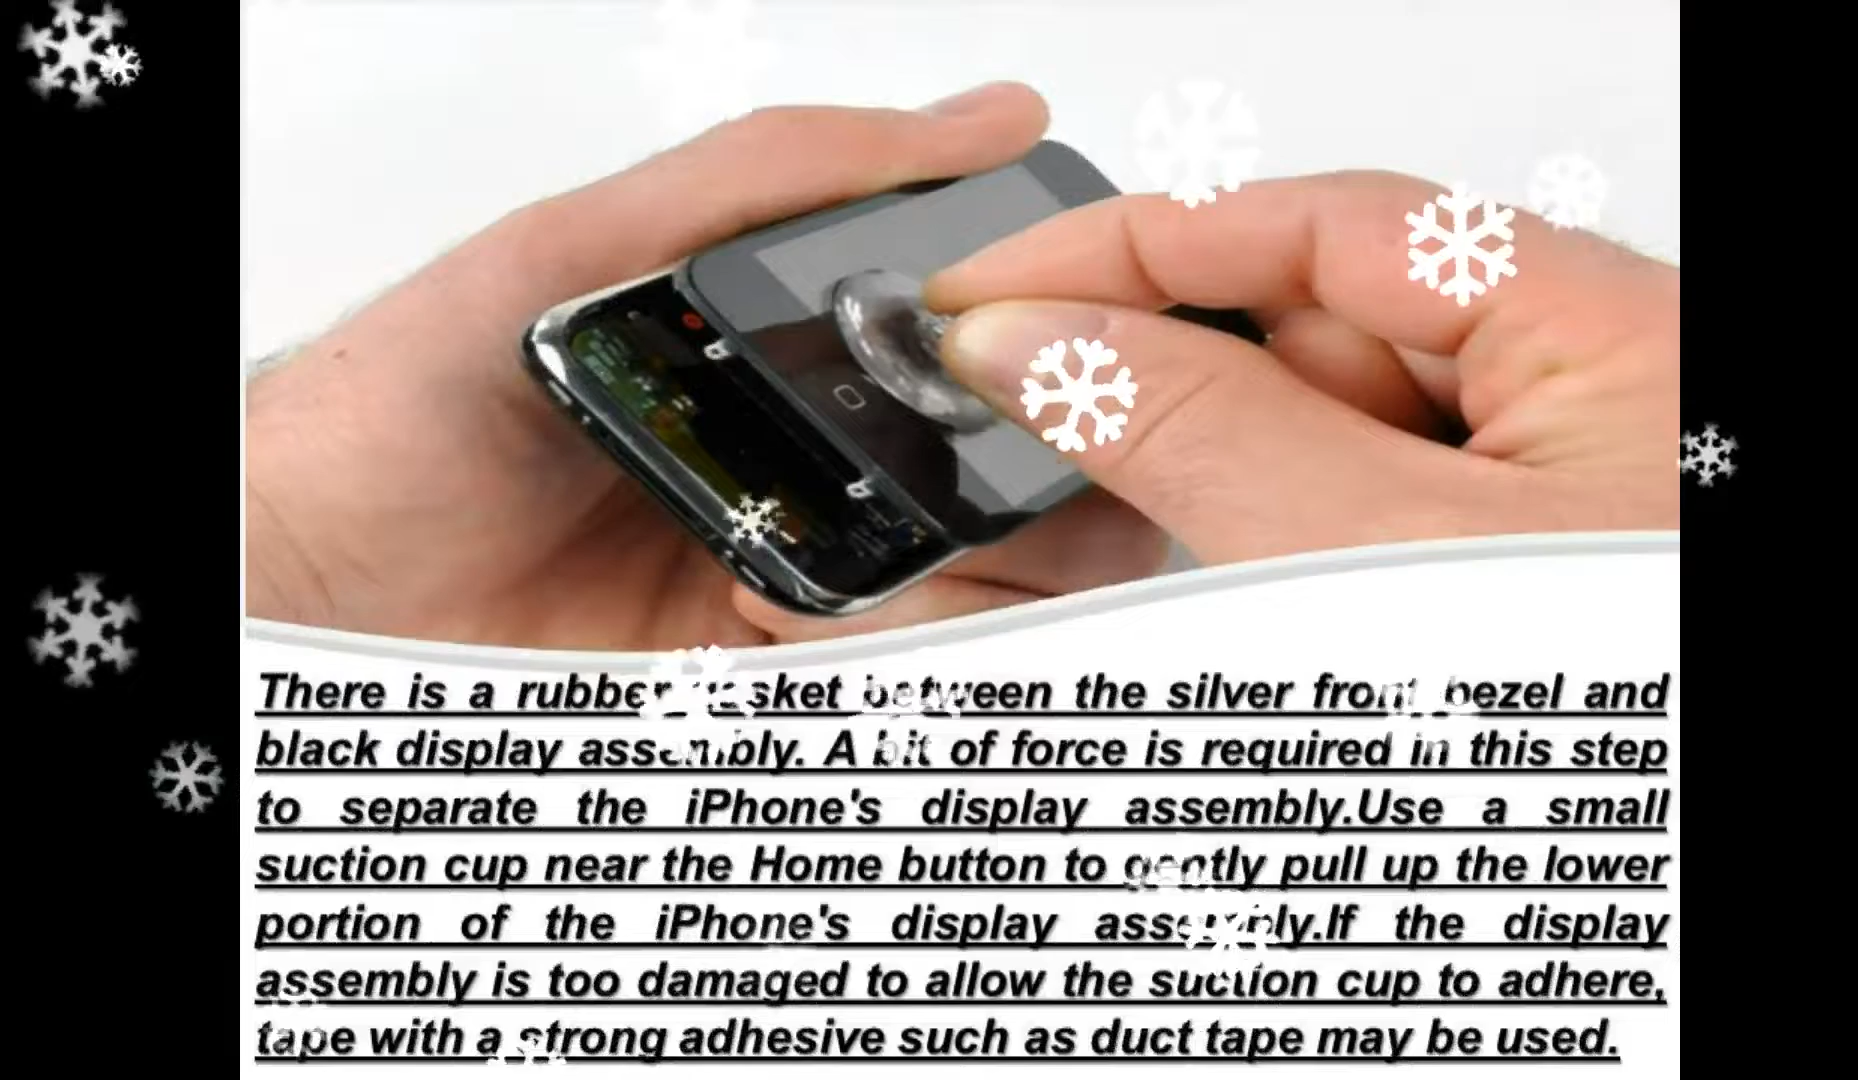 There is a rubber gasket between the silver front bezel and
black display assembly. A bit of force is required in this step
to separate the iPhone's display assembly.Use a small
suction cup near the Home button to gently pull up the lower
portion of the iPhone's display assembly.If the display
assembly is too damaged to allow the suction cup to adhere,
tape with a strong adhesive such as duct tape may be used.